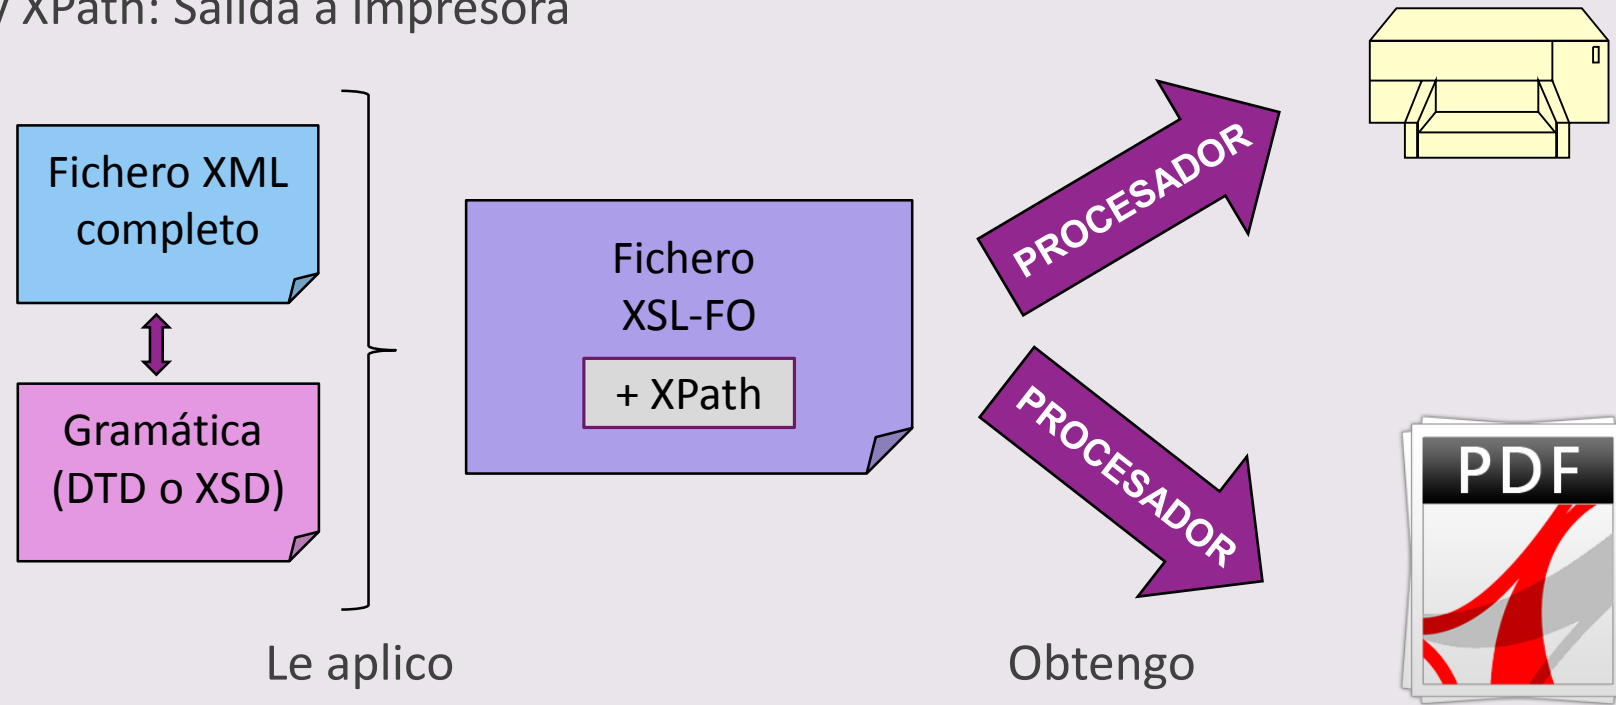 y XPath: Salida a impresora
Fichero XML
completo
Gramática
(DTD o XSD)
Fichero
XSL-FO
+ XPath
PROCESADOR
PROCESADOR
PDF
Le aplico
Obtengo